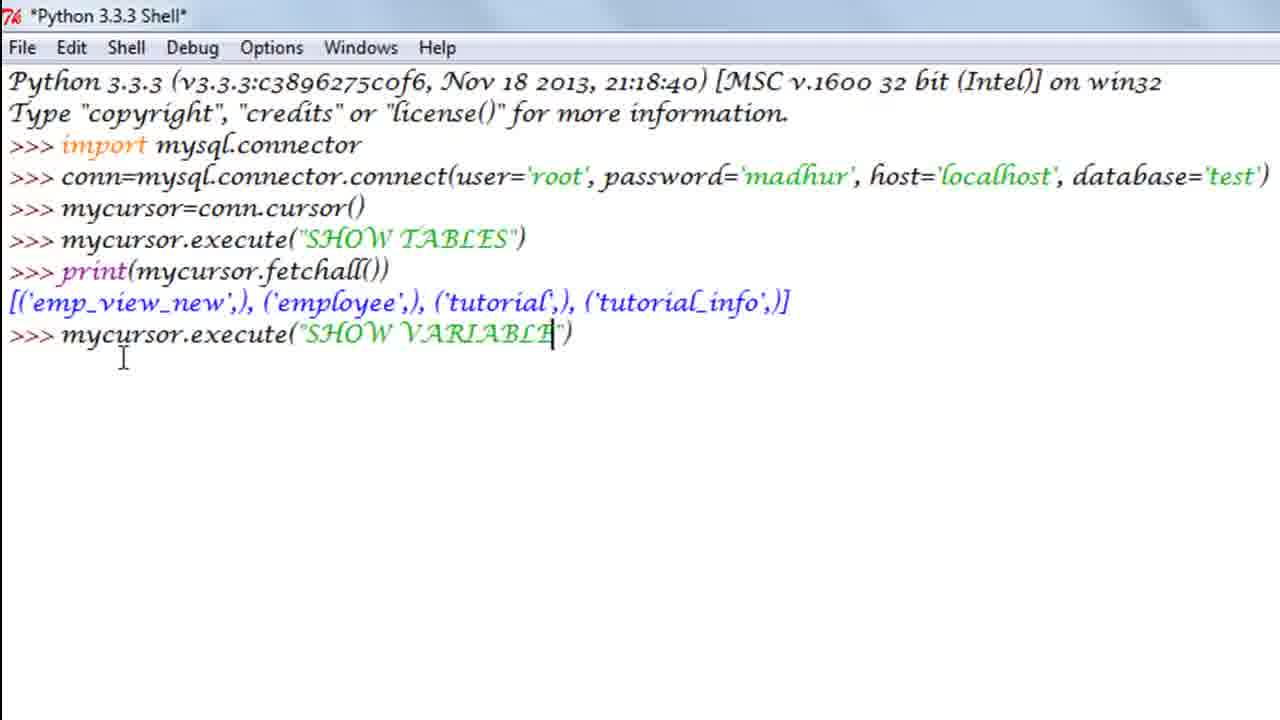 *Python 3.3.3 Shell*
File Edit Shell Debug Options Windows Help
Python 3.3.3 (v3.3.3:c3896275c0f6, Nov 18 2013, 21:18:40) [MSC v.1600 32 bit (Intel)] on win32
Type "copyright", "credits" or "license()" for more information.
>>> import mysql.connector
>>> conn=mysql.connector.connect(user='root', password='madhur', host='localhost', database='test')
>>> mycursor=conn.cursor()
>>> mycursor.execute("SHOW TABLES")
>>> print(mycursor.fetchall())
[('emp_view_new',), ('employee',), ('tutorial',), ('tutorial_info',)]
>>> mycursor.execute("SHOW VARIABLE")